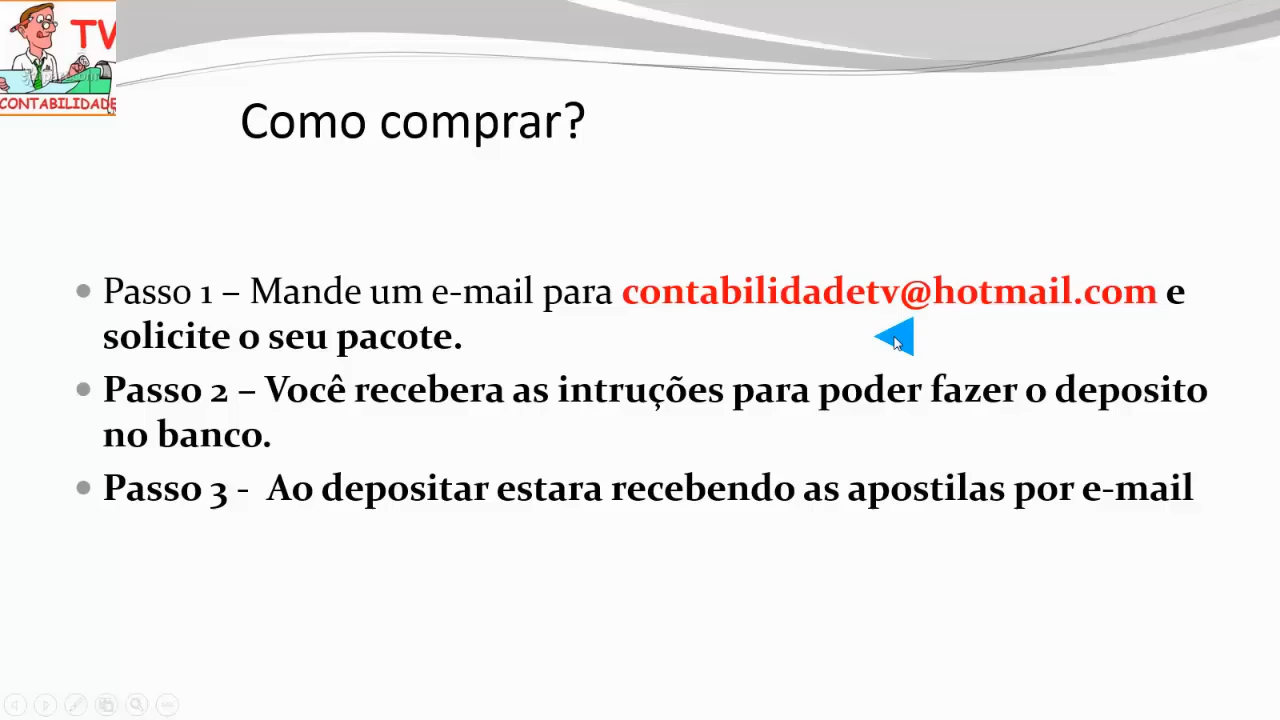 TV
CONTABILIDADE
Como comprar?
Passo 1 – Mande um e-mail para contabilidadetv@hotmail.com e
solicite o seu pacote.
Passo 2 – Você recebera as intruções para poder fazer o deposito
no banco.
Passo 3 - Ao depositar estara recebendo as apostilas por e-mail